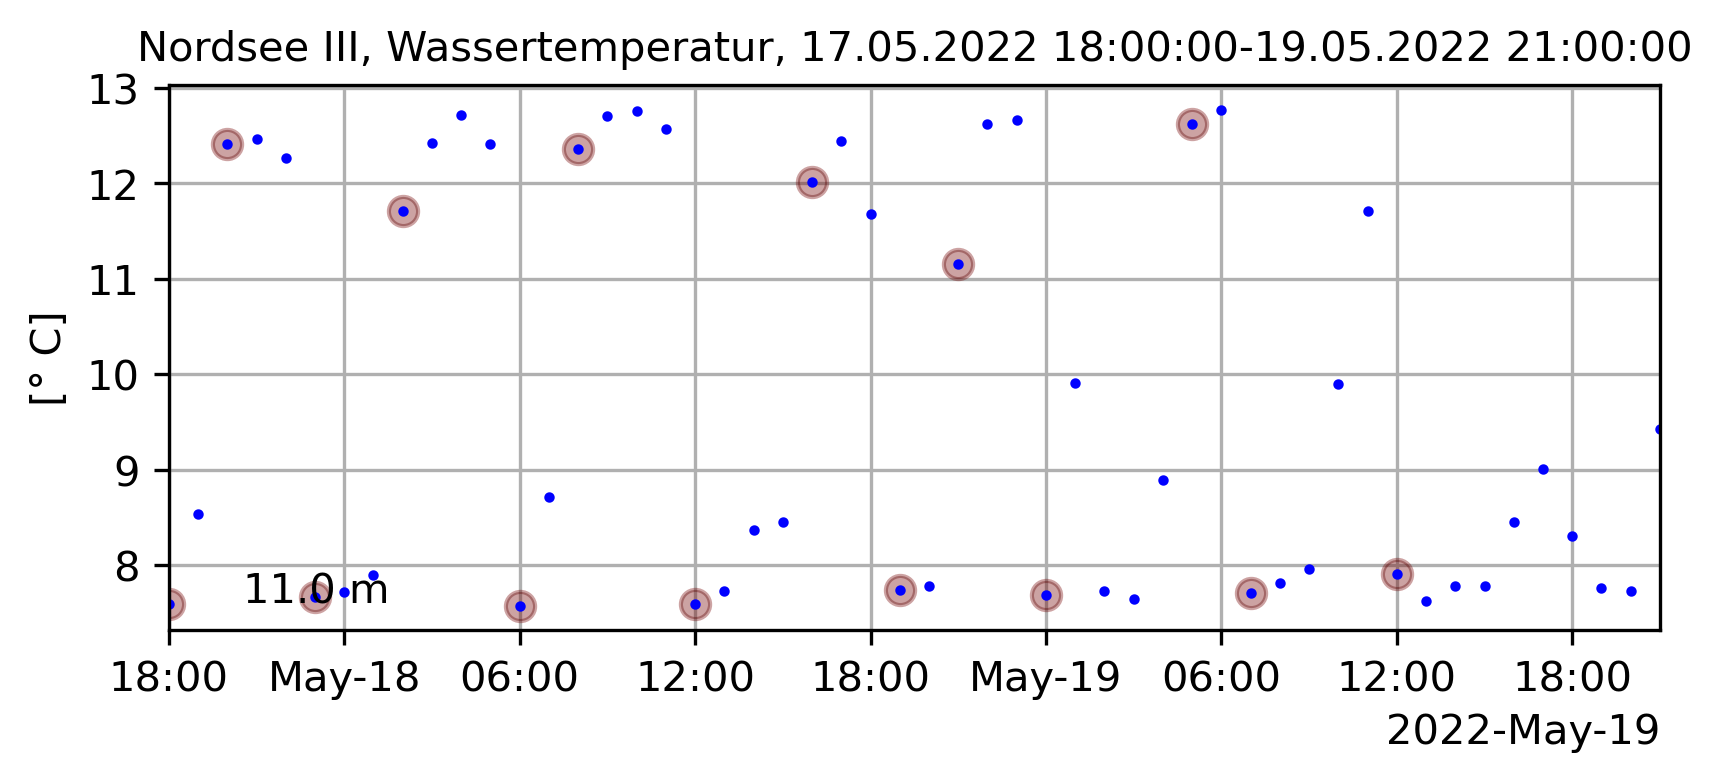 Nordsee III, Wassertemperatur, 17.05.2022 18:00:00-19.05.2022 21:00:00
[° C]
13
12
11
10
9
8
11.0 m
18:00 May-18 06:00 12:00 18:00 May-19 06:00 12:00 18:00
2022-May-19